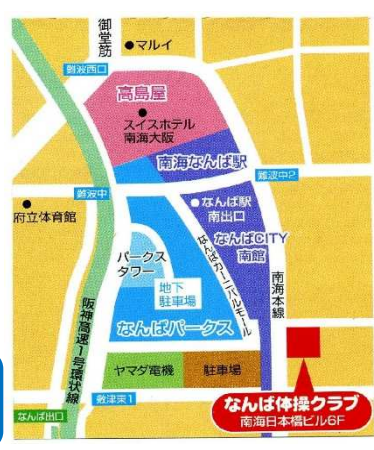 御堂筋
●マルイ
難波西口
高島屋
スイスホテル
南海大阪
南海なんば駅
難波中
難波中2
府立体育館
なんば駅
南出口
なんばCITY
南館
パークス
タワー
地下
駐車場
なんばカーニバルモール
南海本線
なんばパークス
阪神高速1号環状線
ヤマダ電機
駐車場
なんば出口
敷津東1
なんば体操クラブ
南海日本橋ビル6F